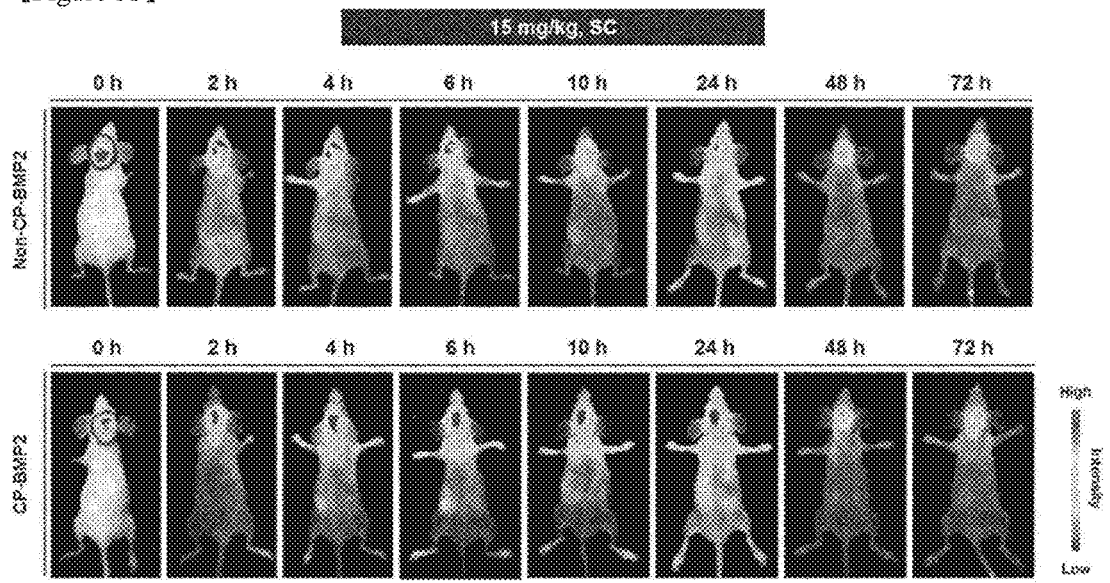 15 mg/kg, SC
0 h 2 h 4 h 6 h 10 h 24 h 48 h 72 h
Non-CP-BMP2
0 h 2 h 4 h 6 h 10 h 24 h 48 h 72 h
CP-BMP2
High
Intensity
Low